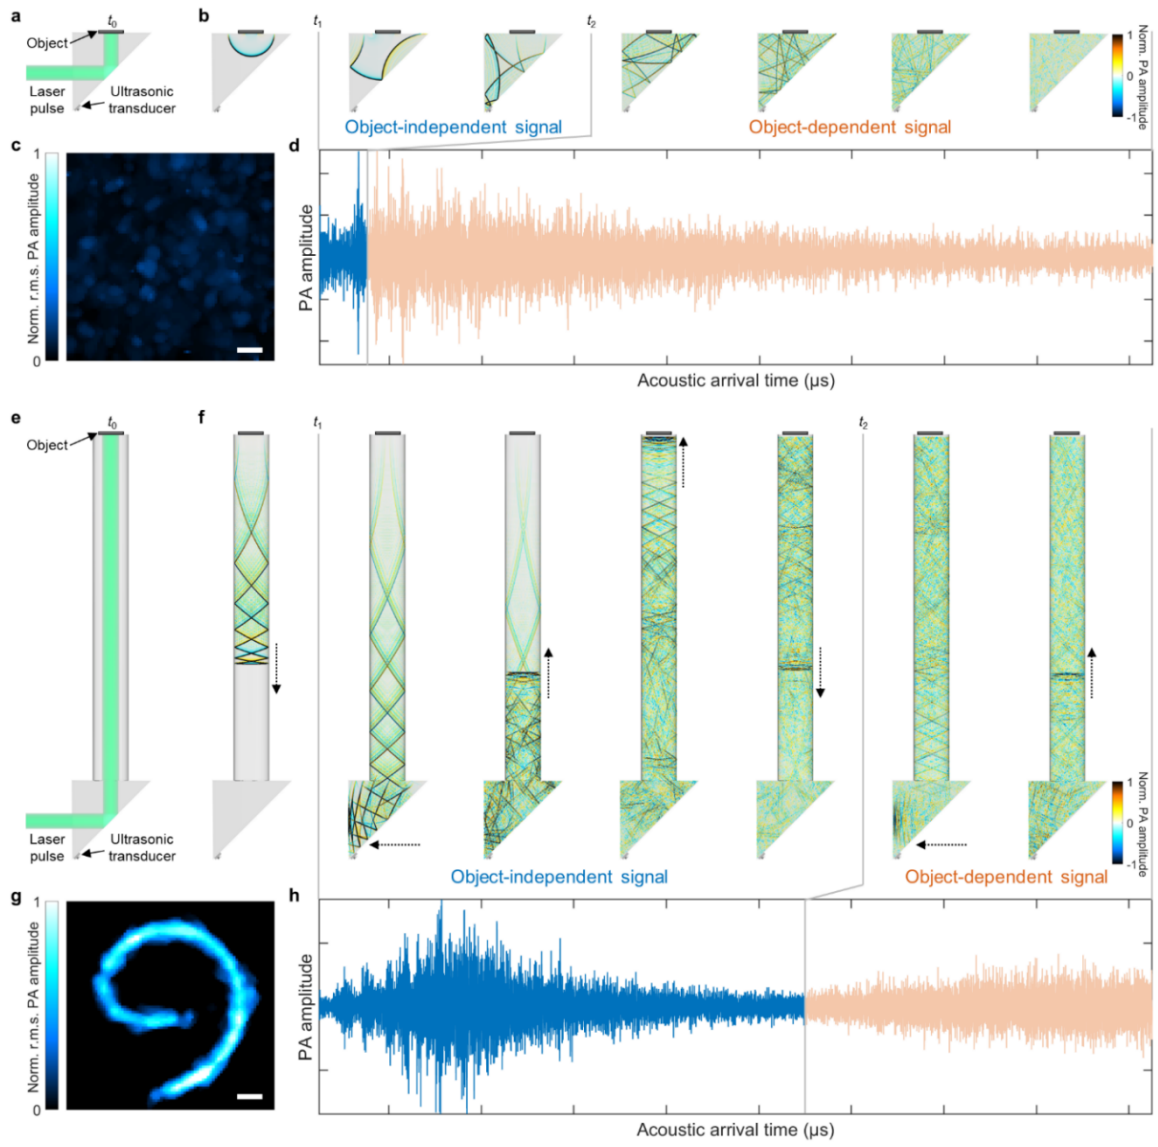 a
t0
Object
Laser
pulse
Ultrasonic
transducer
b
t1
t2
Object-independent signal
Object-dependent signal
1
0
-1
Norm. PA amplitude
c
1
0
Norm. r.m.s. PA amplitude
d
PA amplitude
Acoustic arrival time (µs)
e
t0
Object
Laser
pulse
Ultrasonic
transducer
f
t1
t2
Object-independent signal
Object-dependent signal
1
0
-1
Norm. PA amplitude
g
1
0
Norm. r.m.s. PA amplitude
h
PA amplitude
Acoustic arrival time (µs)